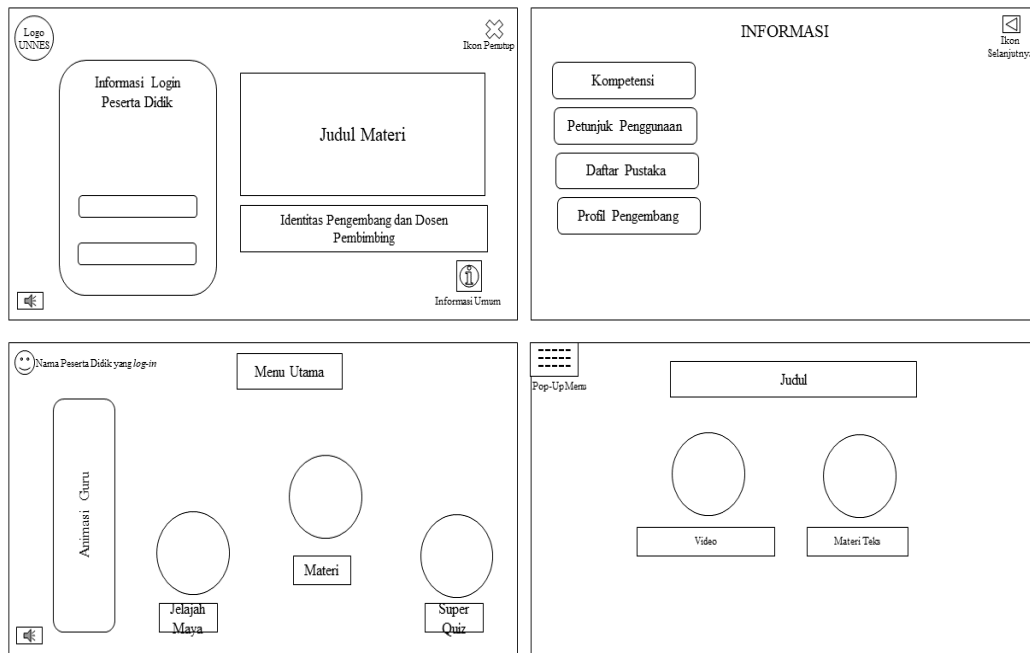 Logo
UNNES
Ikon Penutup
Informasi Login
Peserta Didik
Judul Materi
Identitas Pengembang dan Dosen
Pembimbing
Informasi Umum
INFORMASI
Ikon
Selanjutnya
Kompetensi
Petunjuk Penggunaan
Daftar Pustaka
Profil Pengembang
Nama Peserta Didik yang log-in
Menu Utama
Animasi Guru
Materi
Jelajah
Maya
Super
Quiz
Pop-Up Menu
Judul
Video
Materi Teks